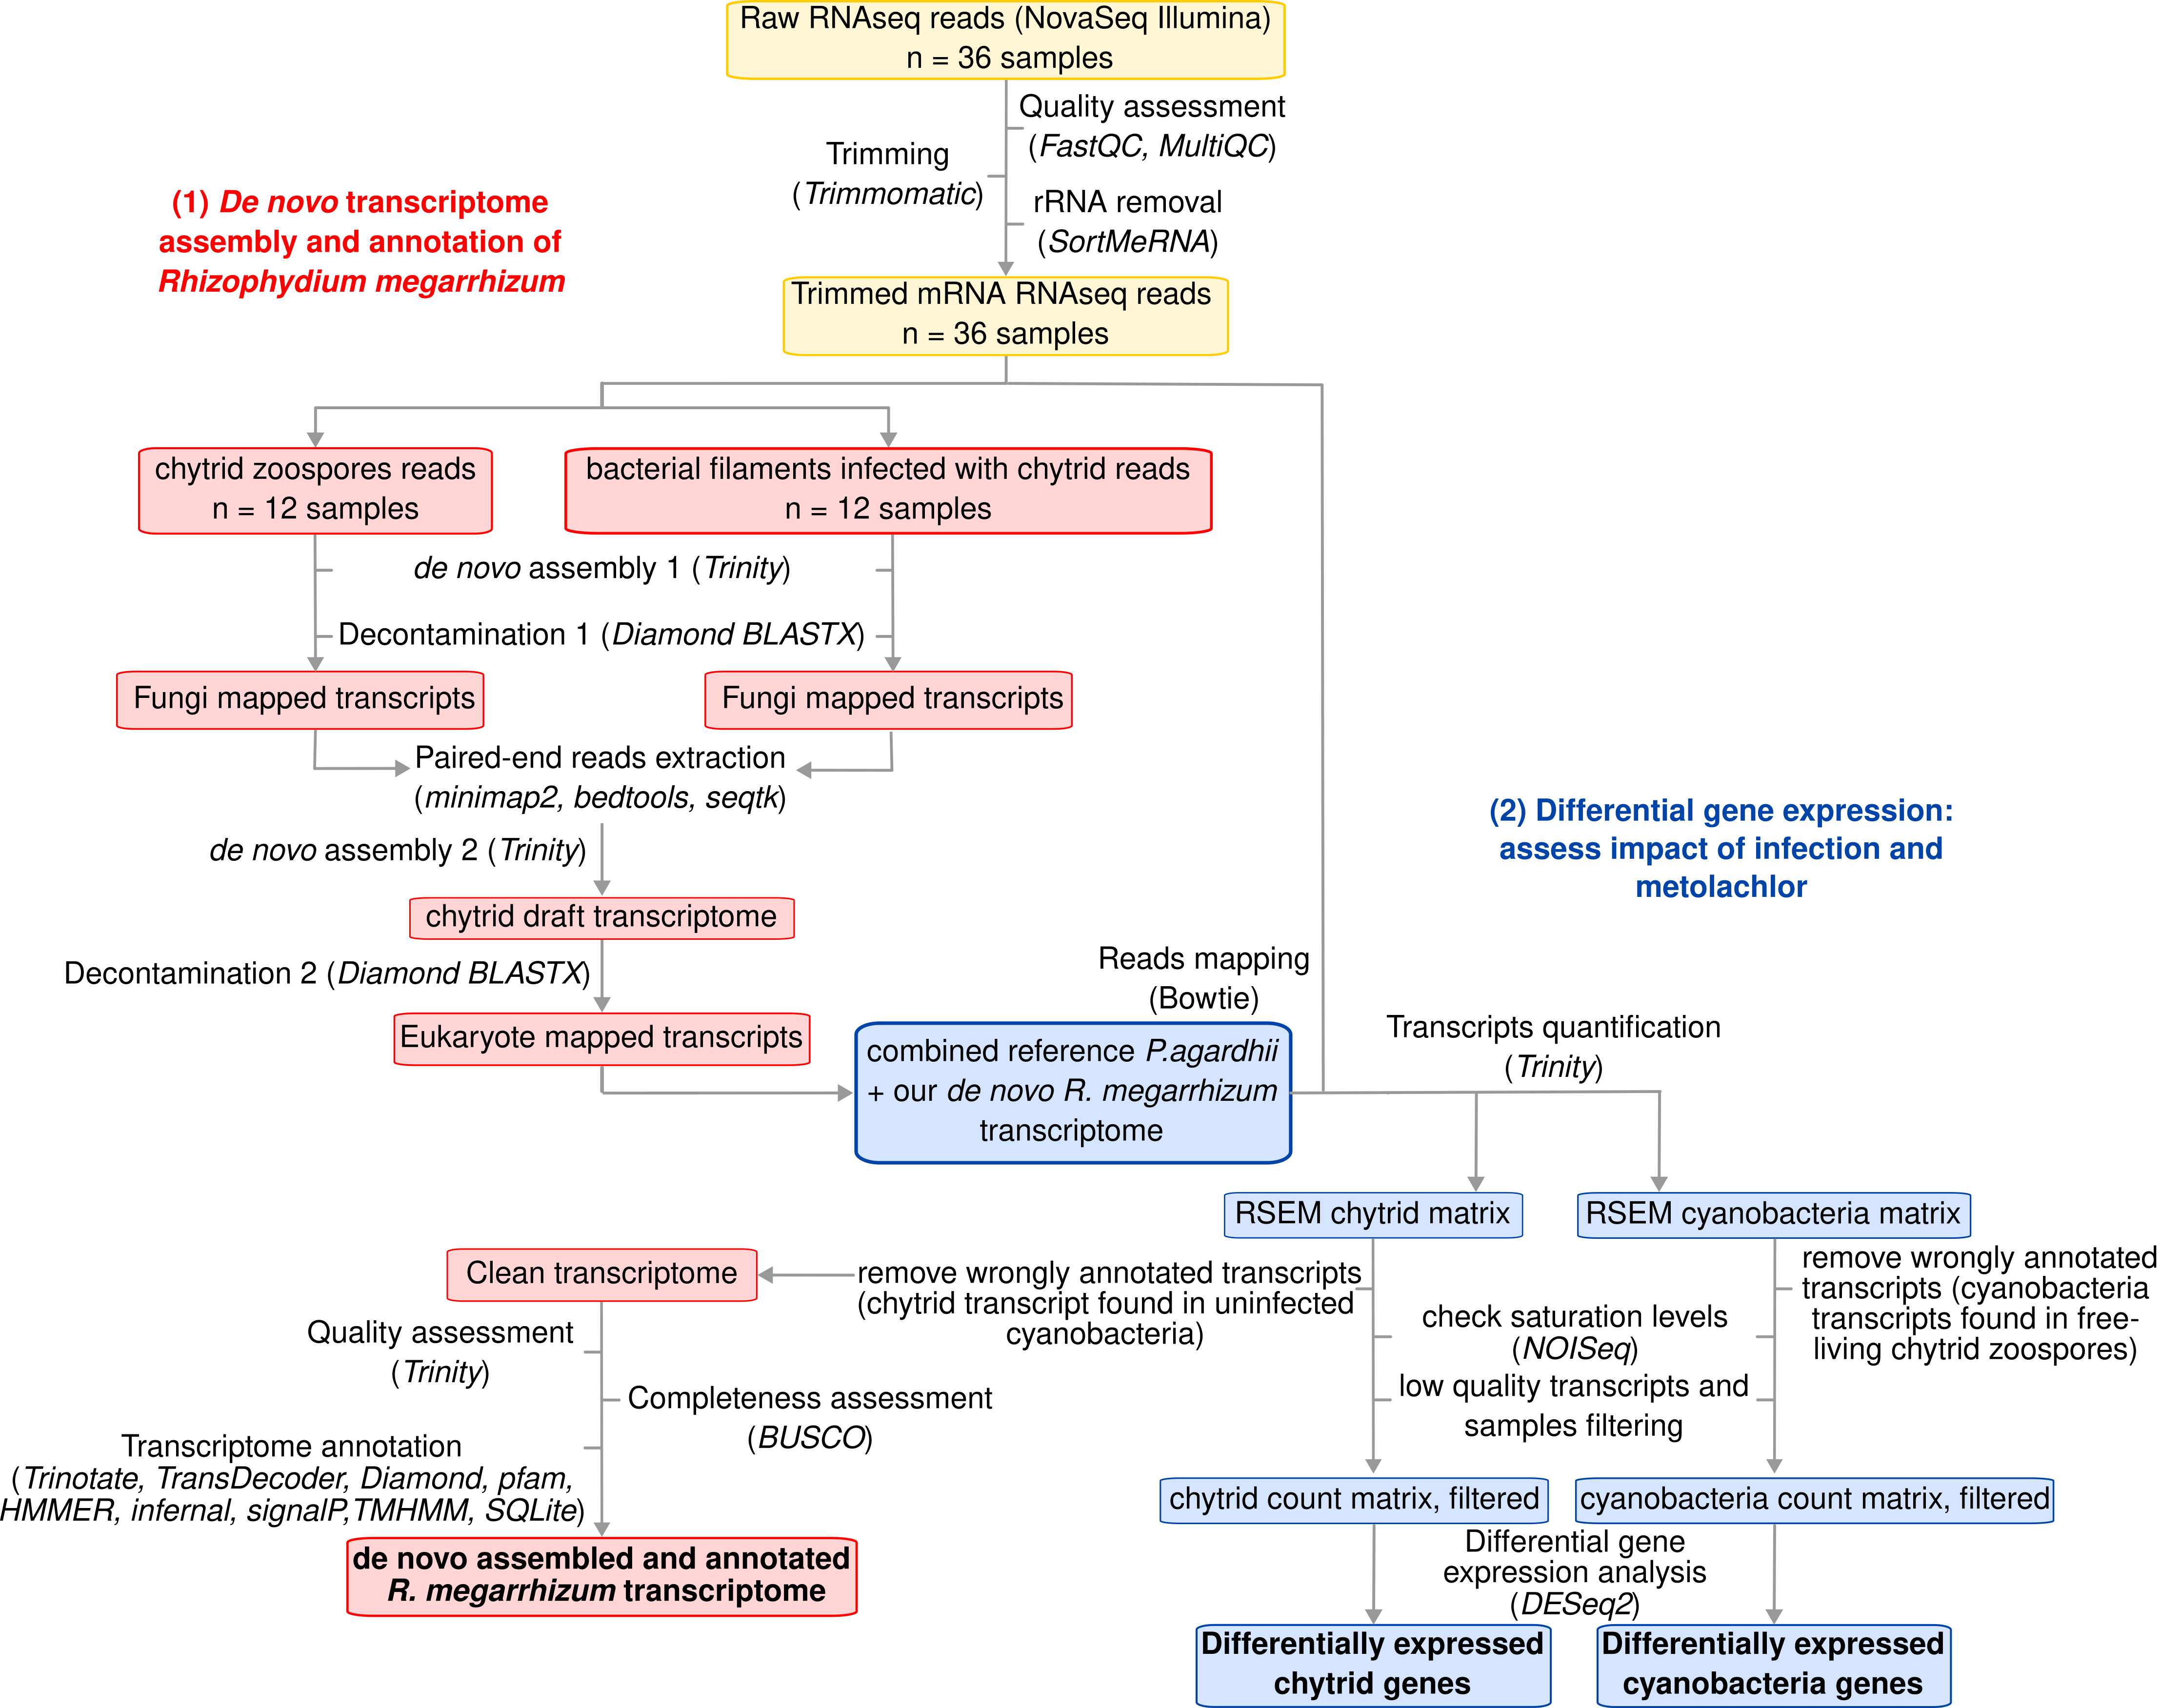 Raw RNAseq reads (NovaSeq Illumina)
n = 36 samples
Quality assessment
(FastQC, MultiQC)
Trimming
(Trimmomatic)
rRNA removal
(SortMeRNA)
(1) De novo transcriptome
assembly and annotation of
Rhizophydium megarrhizum
Trimmed mRNA RNAseq reads
n = 36 samples
chytrid zoospores reads
n = 12 samples
bacterial filaments infected with chytrid reads
n = 12 samples
de novo assembly 1 (Trinity)
Decontamination 1 (Diamond BLASTX)
Fungi mapped transcripts
Fungi mapped transcripts
Paired-end reads extraction
(minimap2, bedtools, seqtk)
de novo assembly 2 (Trinity)
chytrid draft transcriptome
Decontamination 2 (Diamond BLASTX)
Eukaryote mapped transcripts
(2) Differential gene expression:
assess impact of infection and
metolachlor
Reads mapping
(Bowtie)
combined reference P.agardhii
+ our de novo R. megarrhizum
transcriptome
Transcripts quantification
(Trinity)
RSEM chytrid matrix
RSEM cyanobacteria matrix
remove wrongly annotated transcripts
(chytrid transcript found in uninfected
cyanobacteria)
remove wrongly annotated
transcripts (cyanobacteria
transcripts found in free-
living chytrid zoospores)
check saturation levels
(NOISeq)
low quality transcripts and
samples filtering
Clean transcriptome
Quality assessment
(Trinity)
Completeness assessment
(BUSCO)
Transcriptome annotation
(Trinotate, TransDecoder, Diamond, pfam,
HMMER, infernal, signalP,TMHMM, SQLite)
de novo assembled and annotated
R. megarrhizum transcriptome
chytrid count matrix, filtered
cyanobacteria count matrix, filtered
Differential gene
expression analysis
(DESeq2)
Differentially expressed
chytrid genes
Differentially expressed
cyanobacteria genes